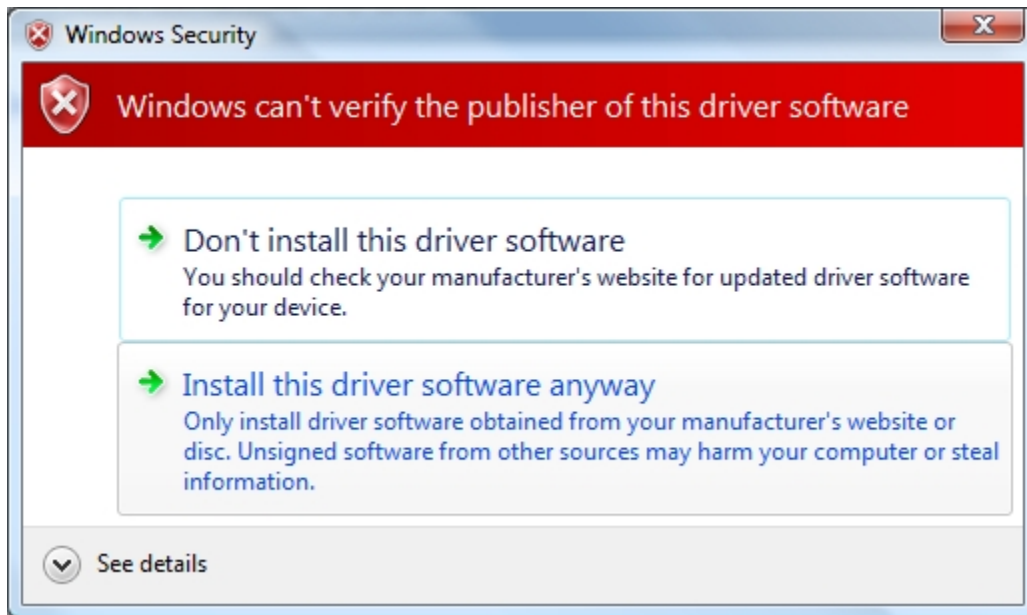 Windows Security
Windows can't verify the publisher of this driver software
Don't install this driver software
You should check your manufacturer's website for updated driver software
for your device.
Install this driver software anyway
Only install driver software obtained from your manufacturer's website or
disc. Unsigned software from other sources may harm your computer or steal
information.
See details